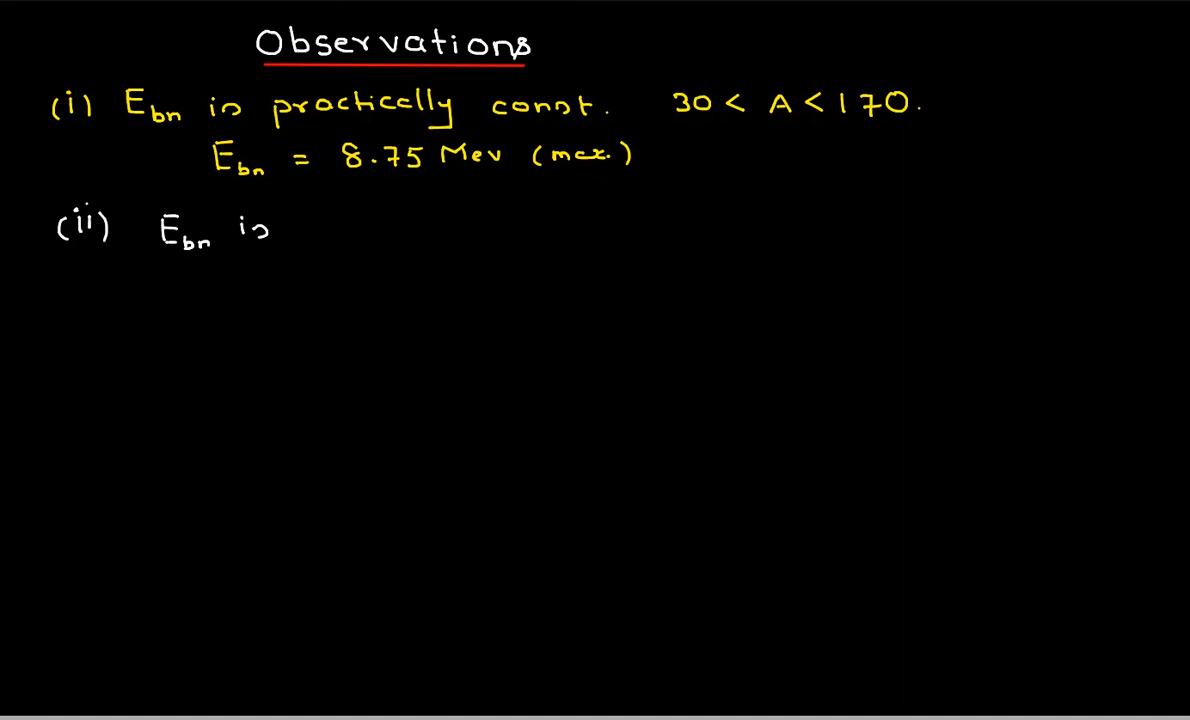 Observations
(i) Ebn is practically const. 30 < A < 170.
Ebn = 8.75 Mev (max.)
(ii) Ebn is